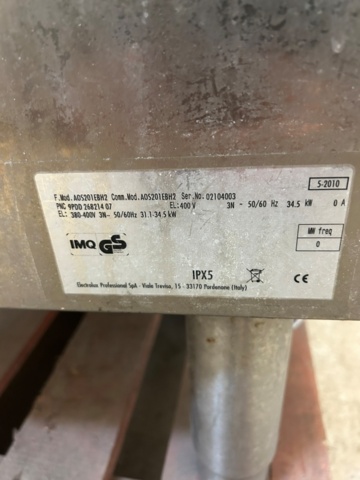 5-2010
F.Mod. AOS201EBH2 Comm.Mod. AOS201EBH2 Ser.No. 02104003
PNC 9PDD 268214 07 EL:400 V 3N~ 50/60 Hz 34.5 kW 0 A
EL: 380-400V 3N~ 50/60Hz 31.1-34.5 kW
MW freq
0
IMQ GS
IPX5
CE
Electrolux Professional SpA - Viale Treviso, 15 - 33170 Pordenone (Italy)